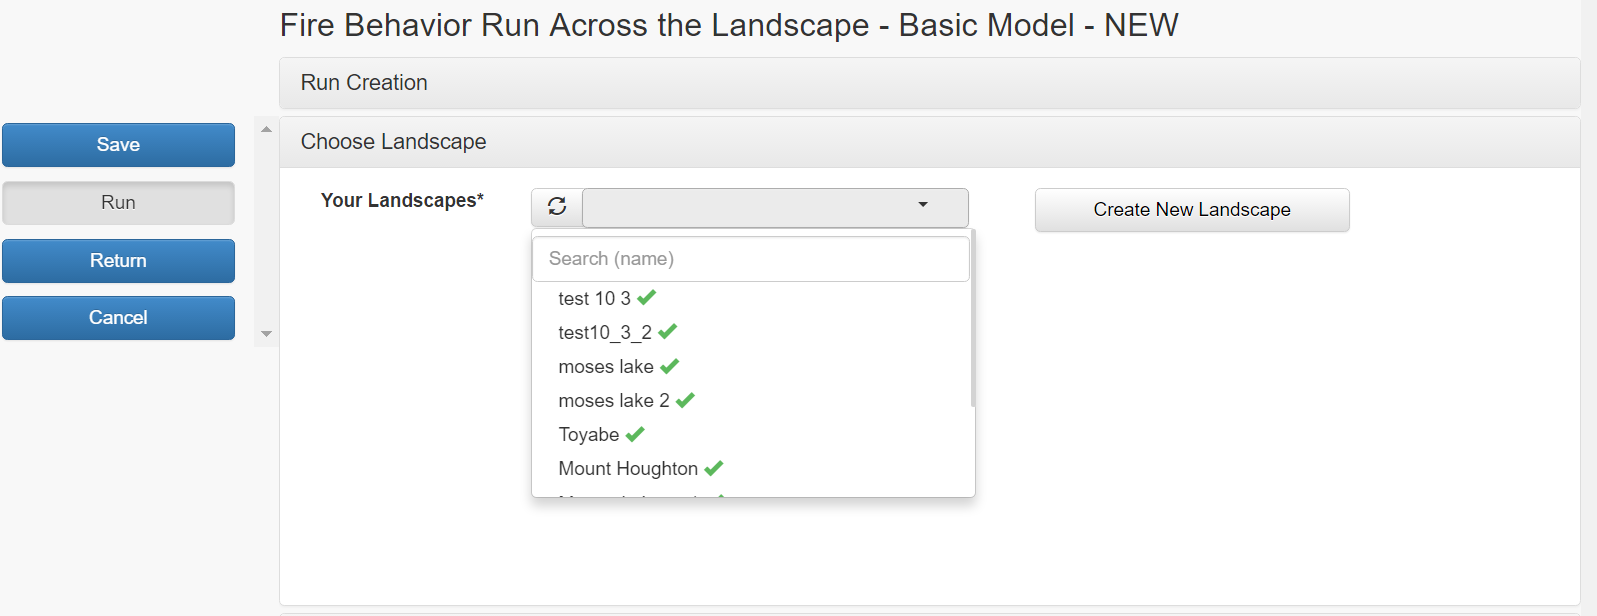 Fire Behavior Run Across the Landscape - Basic Model - NEW
Run Creation
Save
Run
Return
Cancel
Choose Landscape
Your Landscapes*
Create New Landscape
Search (name)
test 10 3
test10_3_2
moses lake
moses lake 2
Toyabe
Mount Houghton